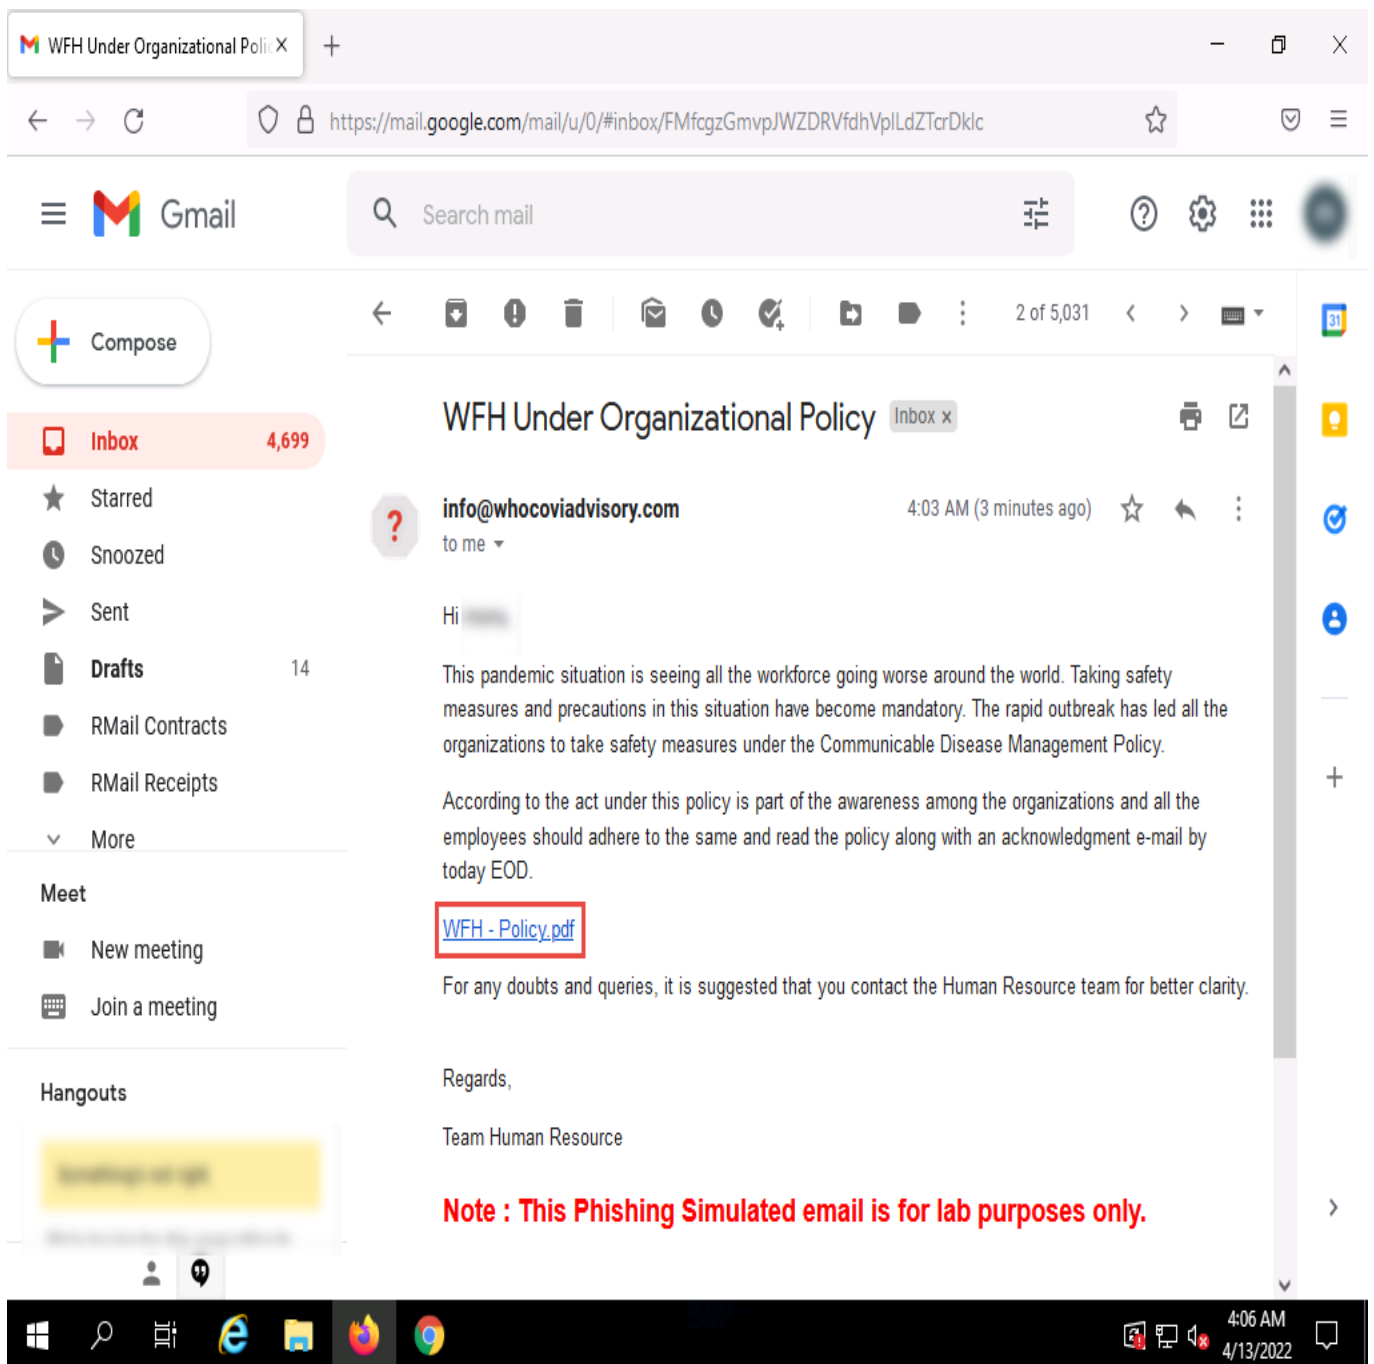 WFH Under Organizational Polic
https://mail.google.com/mail/u/0/#inbox/FMfcgzGmvpJWZDRVfdhVplLdZTcrDklc
Gmail
Search mail
Compose
2 of 5,031
31
WFH Under Organizational Policy Inbox x
Inbox 4,699
Starred
Snoozed
Sent
Drafts 14
RMail Contracts
RMail Receipts
More
Meet
New meeting
Join a meeting
Hangouts
info@whocoviadvisory.com 4:03 AM (3 minutes ago)
to me
Hi
This pandemic situation is seeing all the workforce going worse around the world. Taking safety
measures and precautions in this situation have become mandatory. The rapid outbreak has led all the
organizations to take safety measures under the Communicable Disease Management Policy.
According to the act under this policy is part of the awareness among the organizations and all the
employees should adhere to the same and read the policy along with an acknowledgment e-mail by
today EOD.
WFH - Policy.pdf
For any doubts and queries, it is suggested that you contact the Human Resource team for better clarity.
Regards,
Team Human Resource
Note : This Phishing Simulated email is for lab purposes only.
4:06 AM
4/13/2022